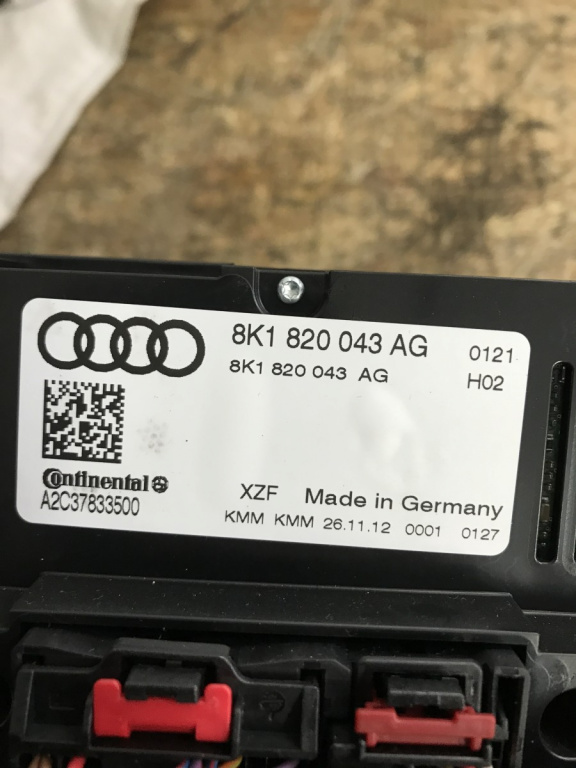 8K1 820 043 AG 0121
8K1 820 043 AG H02
Continental
A2C37833500
XZF Made in Germany
KMM KMM 26.11.12 0001 0127